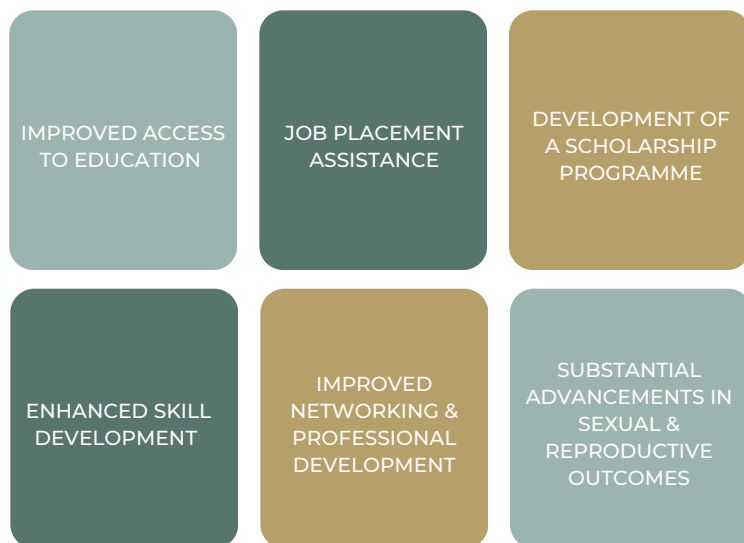 IMPROVED ACCESS
TO EDUCATION
JOB PLACEMENT
ASSISTANCE
DEVELOPMENT OF
A SCHOLARSHIP
PROGRAMME
ENHANCED SKILL
DEVELOPMENT
IMPROVED
NETWORKING &
PROFESSIONAL
DEVELOPMENT
SUBSTANTIAL
ADVANCEMENTS IN
SEXUAL &
REPRODUCTIVE
OUTCOMES